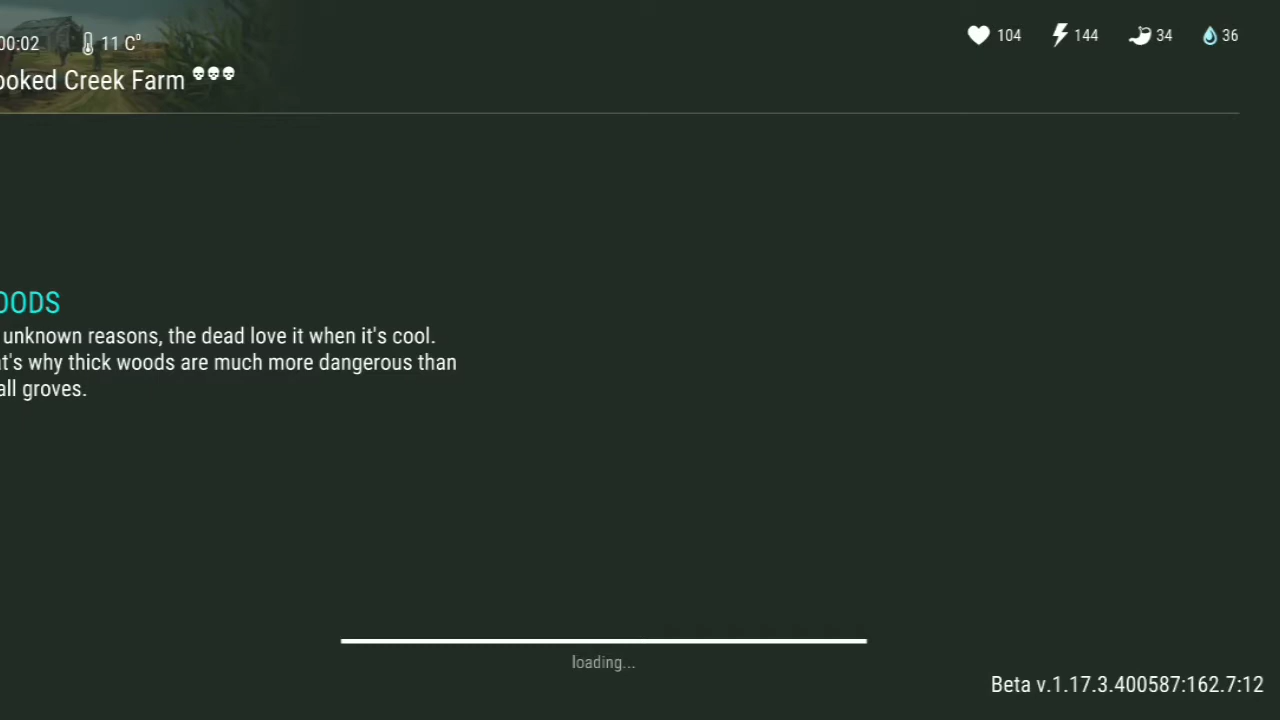 00:02 11 C° 104 144 34 36
ooked Creek Farm
OODS
unknown reasons, the dead love it when it's cool.
t's why thick woods are much more dangerous than
all groves.
loading...
Beta v.1.17.3.400587:162.7:12